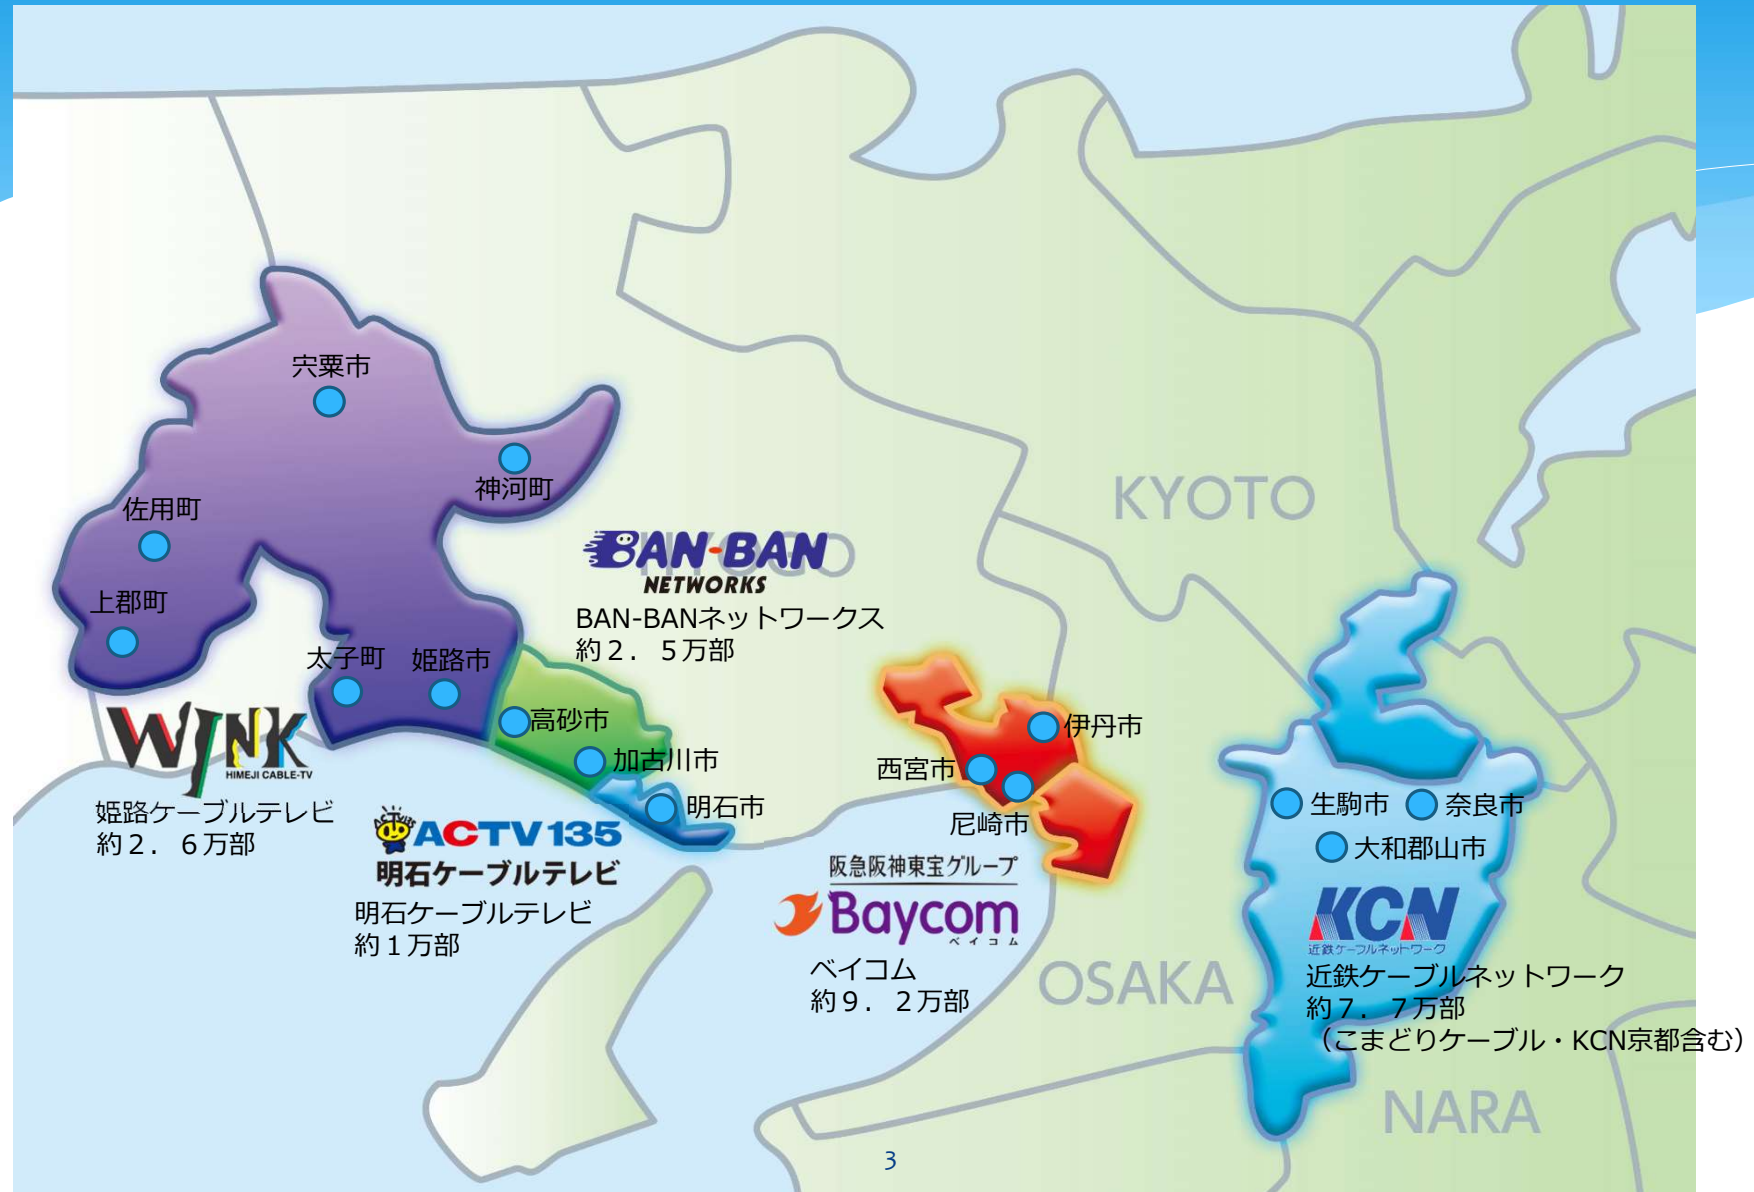 宍粟市
神河町
佐用町
上郡町
太子町
姫路市
WINK
HIMEJI CABLE-TV
姫路ケーブルテレビ
約２．６万部
HYOGO
BAN-BAN
NETWORKS
BAN-BANネットワークス
約２．５万部
高砂市
加古川市
明石市
ACTV135
明石ケーブルテレビ
明石ケーブルテレビ
約１万部
伊丹市
西宮市
尼崎市
阪急阪神東宝グループ
Baycom
ベイコム
ベイコム
約９．２万部
KYOTO
OSAKA
生駒市
奈良市
大和郡山市
KCN
近鉄ケーブルネットワーク
近鉄ケーブルネットワーク
約７．７万部
（こまどりケーブル・KCN京都含む）
NARA
3